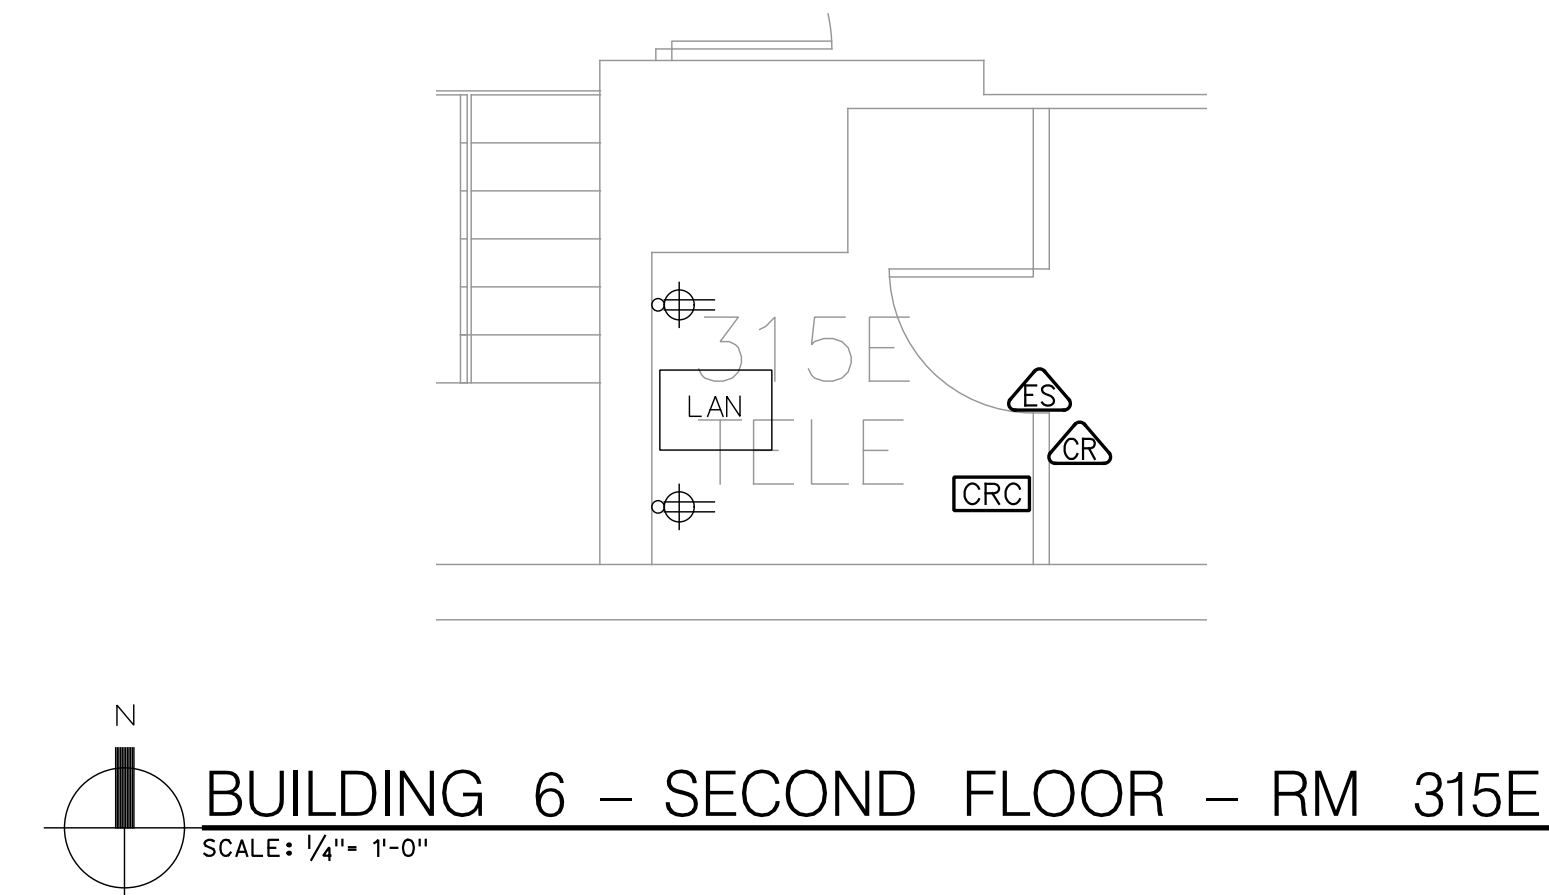 315E
TELE
LAN
ES
CR
CRC
N
BUILDING 6 – SECOND FLOOR – RM 315E
SCALE: 1/4"= 1'-0"